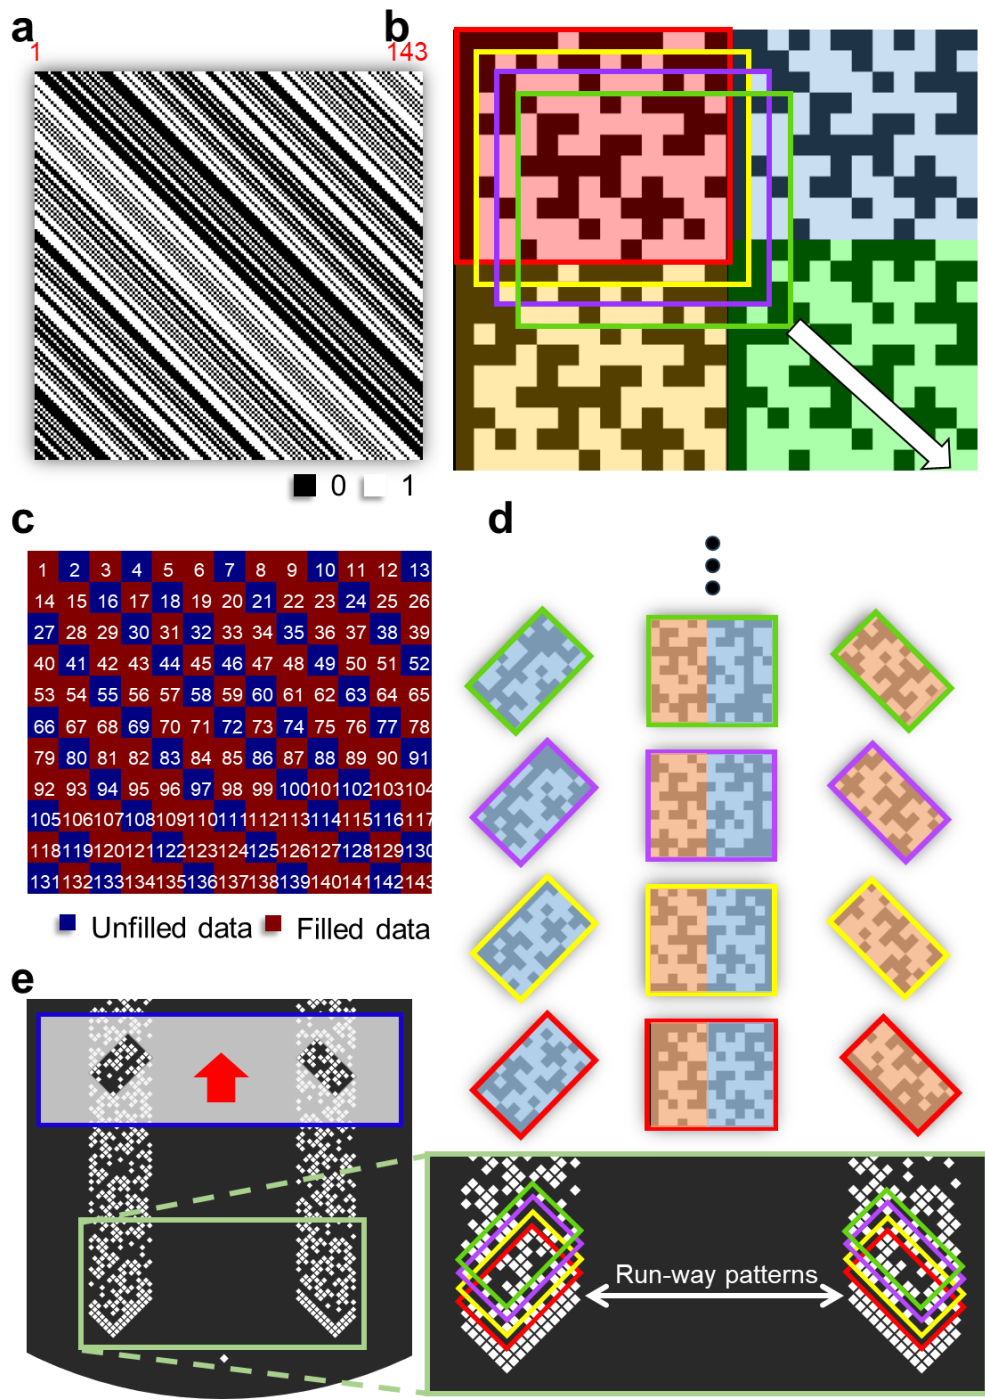 a
b
1
143
0
1
c
d
1 2 3 4 5 6 7 8 9 10 11 12 13
14 15 16 17 18 19 20 21 22 23 24 25 26
27 28 29 30 31 32 33 34 35 36 37 38 39
40 41 42 43 44 45 46 47 48 49 50 51 52
53 54 55 56 57 58 59 60 61 62 63 64 65
66 67 68 69 70 71 72 73 74 75 76 77 78
79 80 81 82 83 84 85 86 87 88 89 90 91
92 93 94 95 96 97 98 99 100 101 102 103 104
105 106 107 108 109 110 111 112 113 114 115 116 117
118 119 120 121 122 123 124 125 126 127 128 129 130
131 132 133 134 135 136 137 138 139 140 141 142 143
Unfilled data
Filled data
e
Run-way patterns